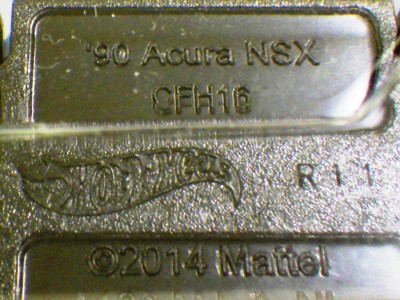 '90 Acura NSX
CFH16
HOT WHEELS
R 1 1
©2014 Mattel